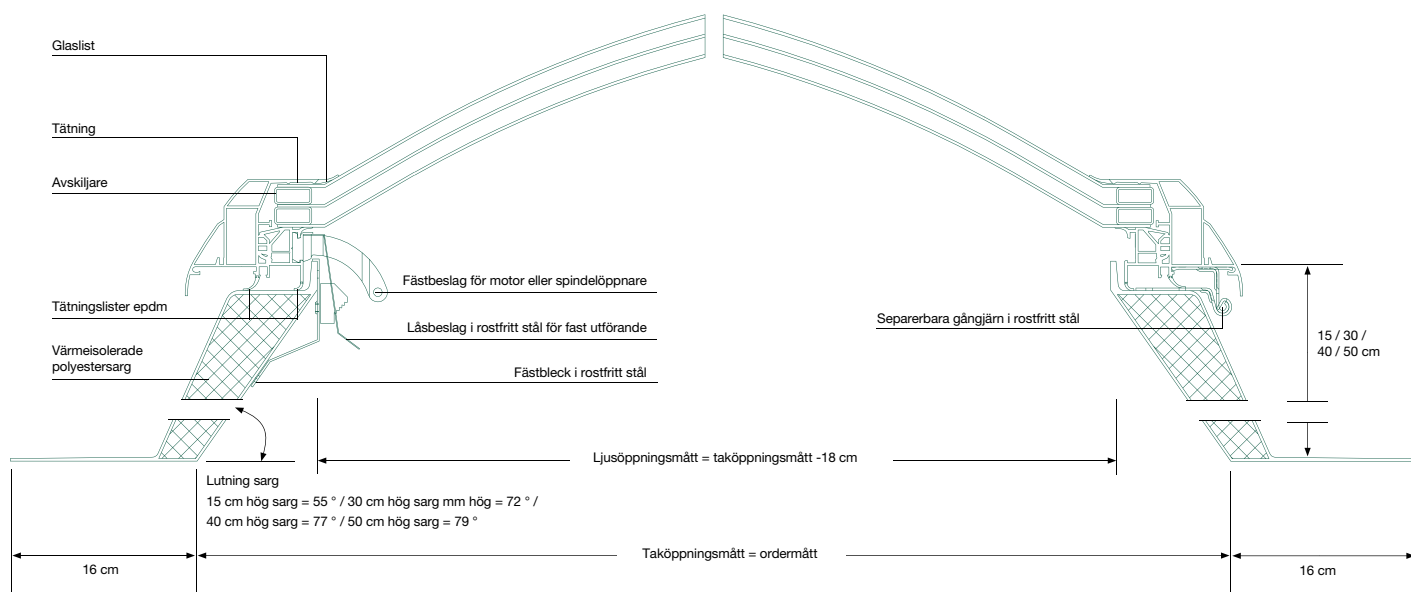 Glaslist
Tätning
Avskiljare
Tätningslister epdm
Värmeisolerade
polyestersarg
Fästbeslag för motor eller spindelöppnare
Låsbeslag i rostfritt stål för fast utförande
Fästbleck i rostfritt stål
Separerbara gångjärn i rostfritt stål
15 / 30 /
40 / 50 cm
Ljusöppningsmått = taköppningsmått -18 cm
Lutning sarg
15 cm hög sarg = 55 ° / 30 cm hög sarg mm hög = 72 ° /
40 cm hög sarg = 77 ° / 50 cm hög sarg = 79 °
Taköppningsmått = ordermått
16 cm
16 cm